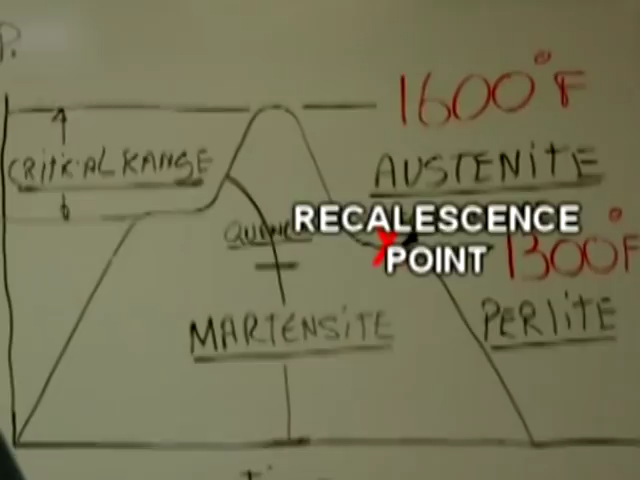 P.
1600°F
CRITICAL RANGE
AUSTENITE
RECALESCENCE
POINT
QUENCH
1300°F
MARTENSITE
PERLITE